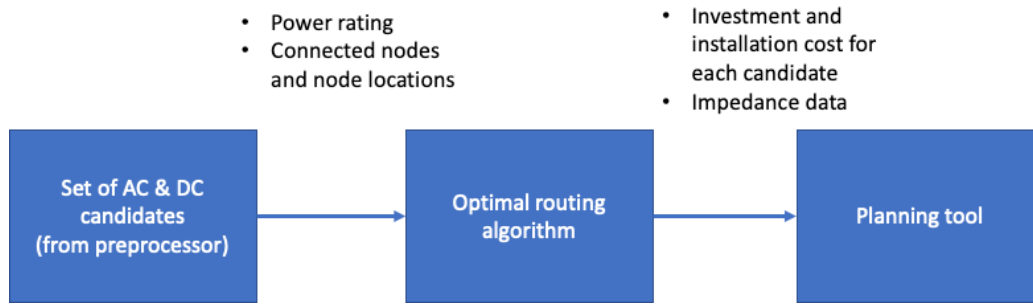 • Power rating
• Connected nodes
and node locations
• Investment and
installation cost for
each candidate
• Impedance data
Set of AC & DC
candidates
(from preprocessor)
Optimal routing
algorithm
Planning tool